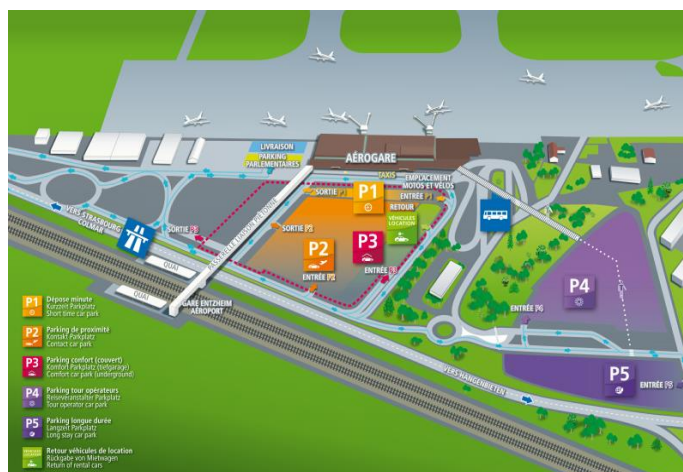 LIVRAISON
PARKING
PARLEMENTAIRES
AÉROGARE
TAXIS
EMPLACEMENT
MOTOS ET VÉLOS
P1
SORTIE P1
ENTRÉE P1
RETOUR
VÉHICULES
LOCATION
VERS STRASBOURG
COLMAR
SORTIE
PASSERELLE LIAISON PIÉTONNE
SORTIE P2
P2
P3
ENTRÉE
ENTRÉE P2
QUAI
QUAI
GARE ENTZHEIM
AÉROPORT
P4
ENTRÉE P4
VERS HANGENBIETEN
P5
ENTRÉE P5
P1
Dépose minute
Kurzzeit Parkplatz
Short time car park
P2
Parking de proximité
Kontakt Parkplatz
Contact car park
P3
Parking confort (couvert)
Komfort Parkplatz (tiefgarage)
Comfort car park (underground)
P4
Parking tour opérateurs
Reiseveranstalter Parkplatz
Tour operator car park
P5
Parking longue durée
Langzeit Parkplatz
Long stay car park
Retour véhicules de location
Rückgabe von Mietwagen
Return of rental cars